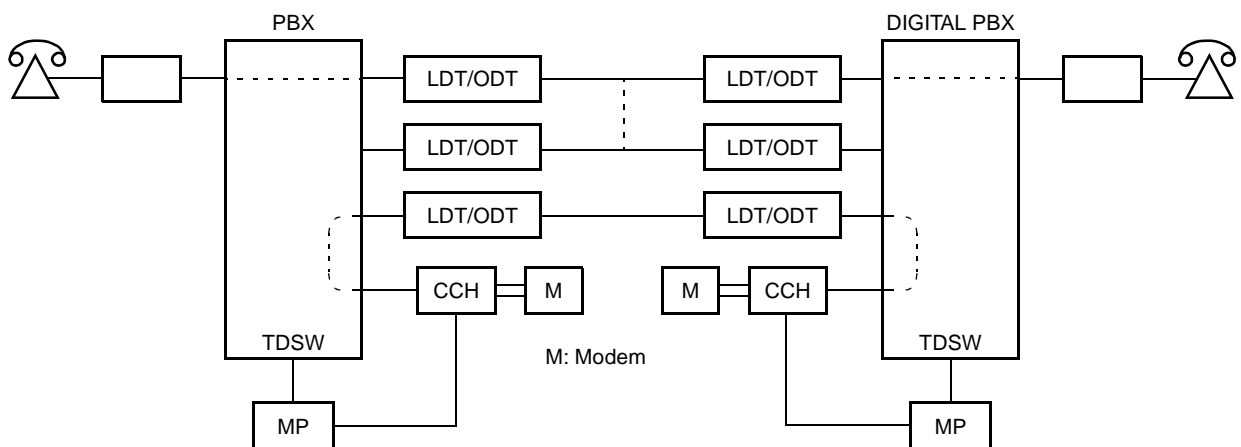 PBX
DIGITAL PBX
LDT/ODT
LDT/ODT
LDT/ODT
LDT/ODT
LDT/ODT
LDT/ODT
CCH
M
M
CCH
TDSW
M: Modem
TDSW
MP
MP